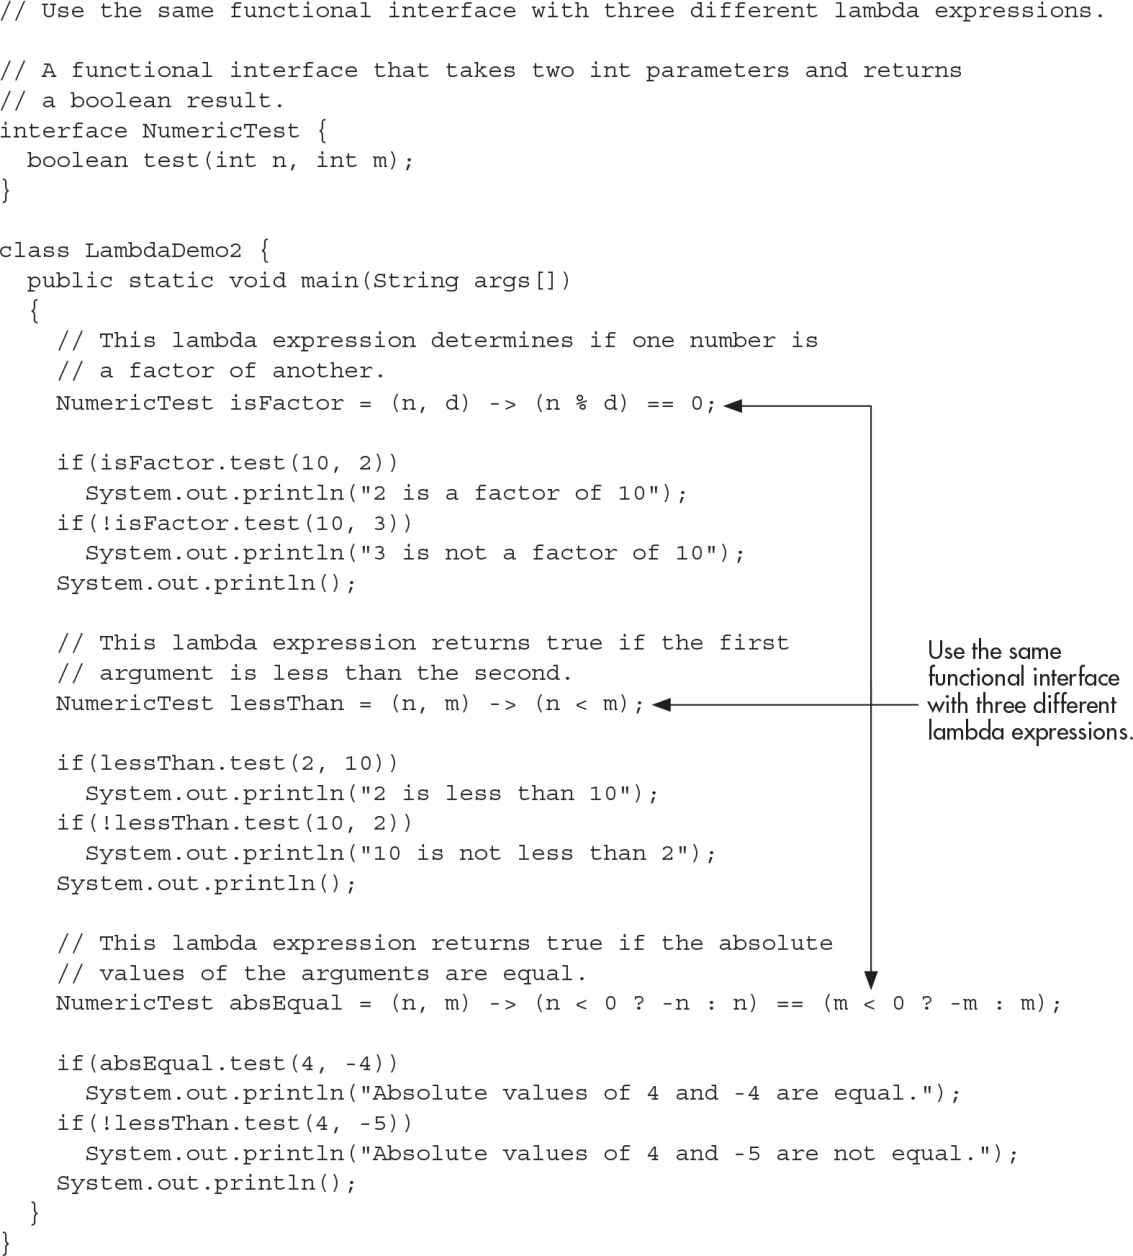 // Use the same functional interface with three different lambda expressions.

// A functional interface that takes two int parameters and returns
// a boolean result.
interface NumericTest {
  boolean test(int n, int m);
}

class LambdaDemo2 {
  public static void main(String args[])
  {
    // This lambda expression determines if one number is
    // a factor of another.
    NumericTest isFactor = (n, d) -> (n % d) == 0;

    if(isFactor.test(10, 2))
      System.out.println("2 is a factor of 10");
    if(!isFactor.test(10, 3))
      System.out.println("3 is not a factor of 10");
    System.out.println();

    // This lambda expression returns true if the first
    // argument is less than the second.
    NumericTest lessThan = (n, m) -> (n < m);

    if(lessThan.test(2, 10))
      System.out.println("2 is less than 10");
    if(!lessThan.test(10, 2))
      System.out.println("10 is not less than 2");
    System.out.println();

    // This lambda expression returns true if the absolute
    // values of the arguments are equal.
    NumericTest absEqual = (n, m) -> (n < 0 ? -n : n) == (m < 0 ? -m : m);

    if(absEqual.test(4, -4))
      System.out.println("Absolute values of 4 and -4 are equal.");
    if(!lessThan.test(4, -5))
      System.out.println("Absolute values of 4 and -5 are not equal.");
    System.out.println();
  }
}
Use the same
functional interface
with three different
lambda expressions.